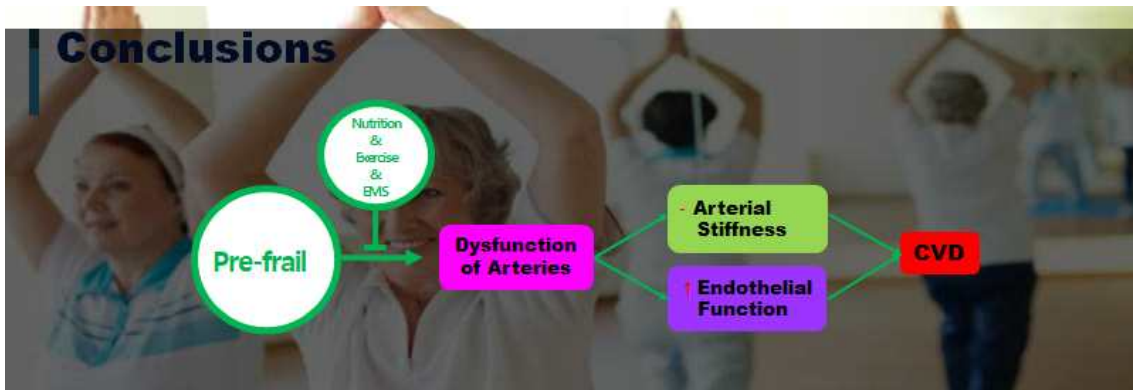 Conclusions
Nutrition
&
Exercise
&
EMS
Pre-frail
Dysfunction
of Arteries
- Arterial
Stiffness
↑ Endothelial
Function
CVD